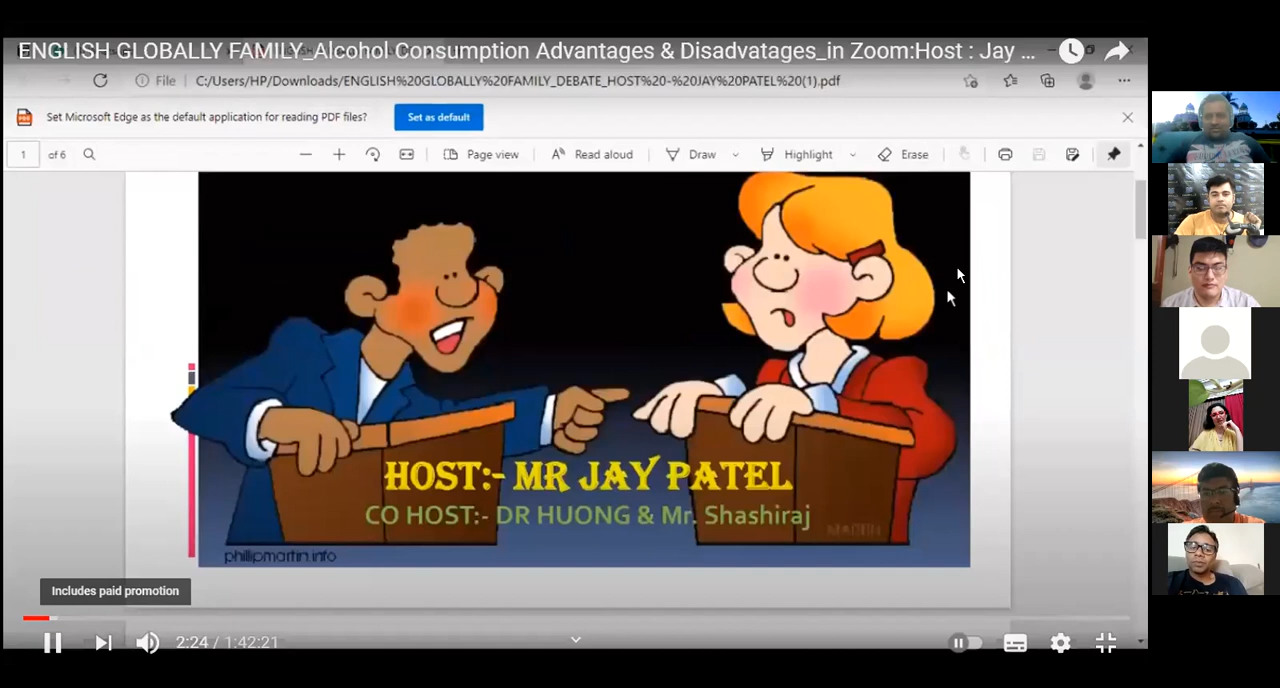 ENGLISH GLOBALLY FAMILY_Alcohol Consumption Advantages & Disadvatages_in Zoom:Host : Jay ...
File C:/Users/HP/Downloads/ENGLISH%20GLOBALLY%20FAMILY_DEBATE_HOST%20-%20JAY%20PATEL%20(1).pdf
Set Microsoft Edge as the default application for reading PDF files? Set as default
1 of 6 Page view Read aloud Draw Highlight Erase
HOST:- MR JAY PATEL
CO HOST:- DR HUONG & Mr. Shashiraj
MARTIN
phillipmartin.info
Includes paid promotion
2:24 / 1:42:21